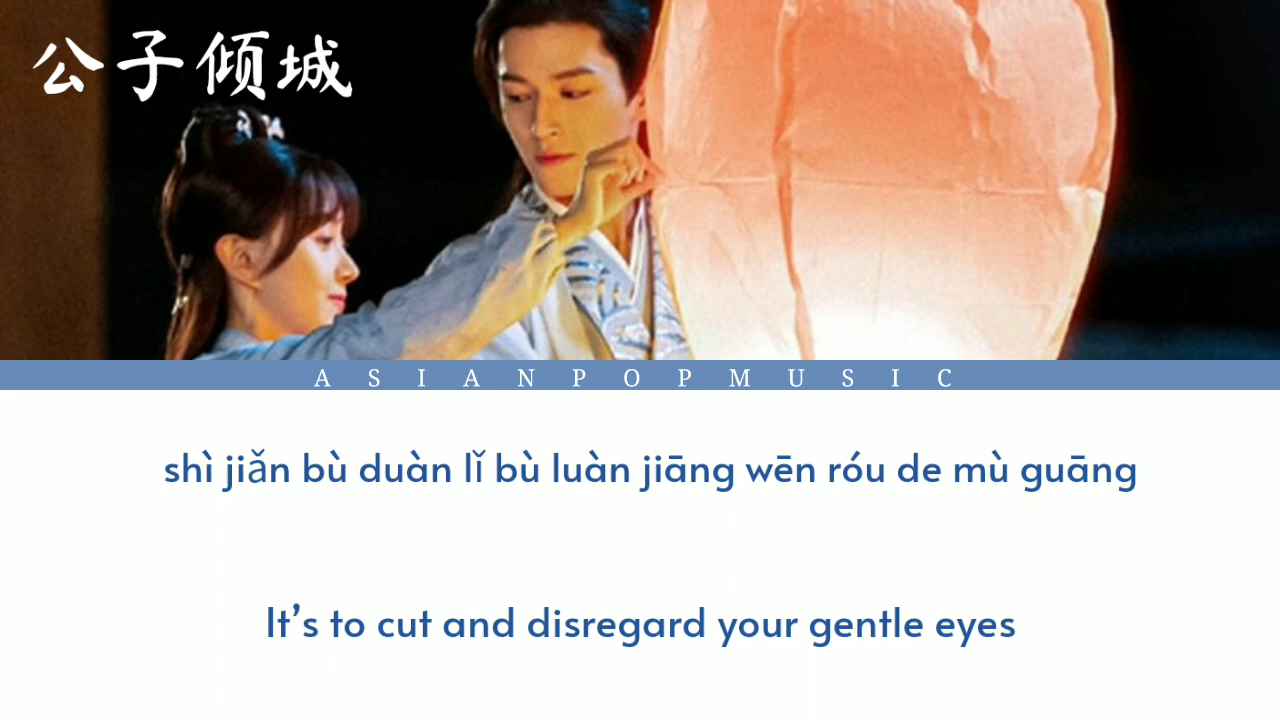 公子倾城
ASIANPOPMUSIC
shì jiǎn bù duàn lǐ bù luàn jiāng wēn róu de mù guāng
It’s to cut and disregard your gentle eyes